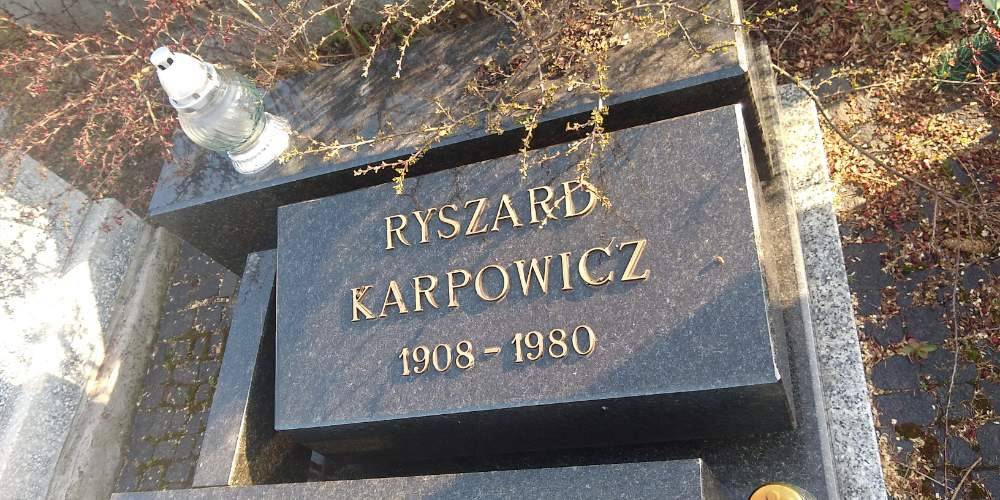 RYSZARD
KARPOWICZ
1908 - 1980